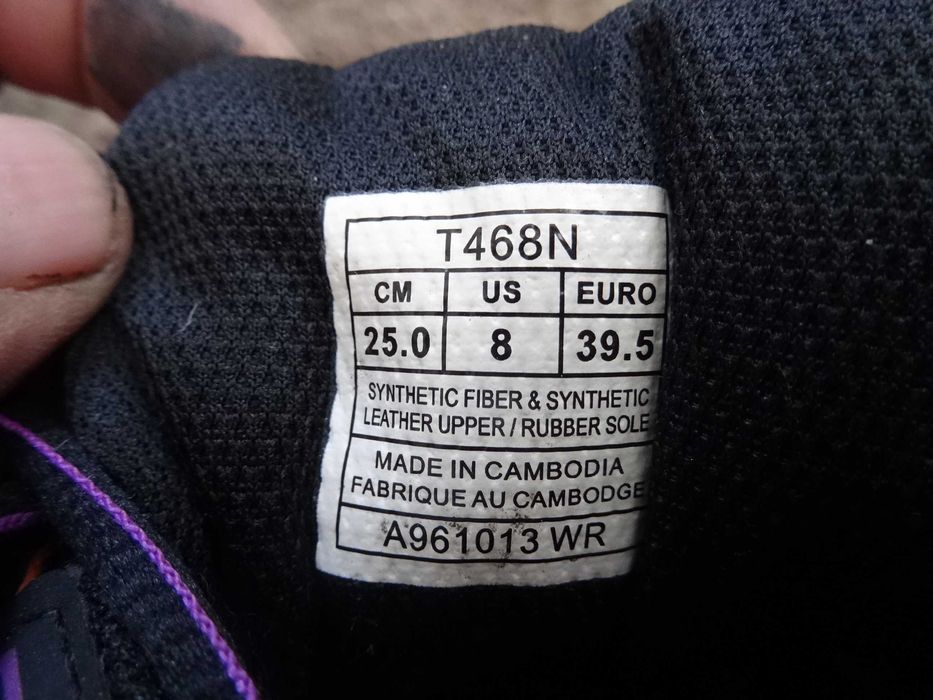 T468N
CM US EURO
25.0 8 39.5
SYNTHETIC FIBER & SYNTHETIC
LEATHER UPPER / RUBBER SOLE
MADE IN CAMBODIA
FABRIQUE AU CAMBODGE
A961013 WR